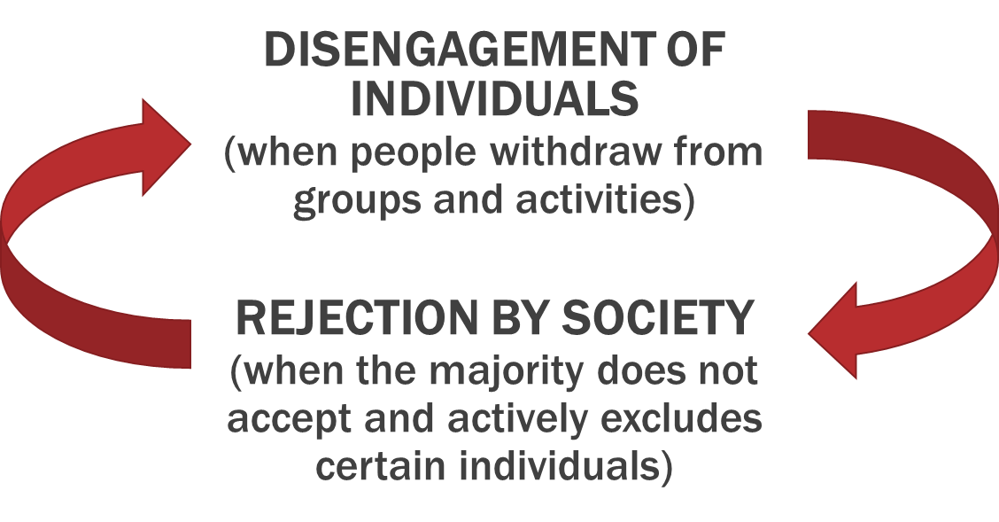 DISENGAGEMENT OF
INDIVIDUALS
(when people withdraw from
groups and activities)
REJECTION BY SOCIETY
(when the majority does not
accept and actively excludes
certain individuals)